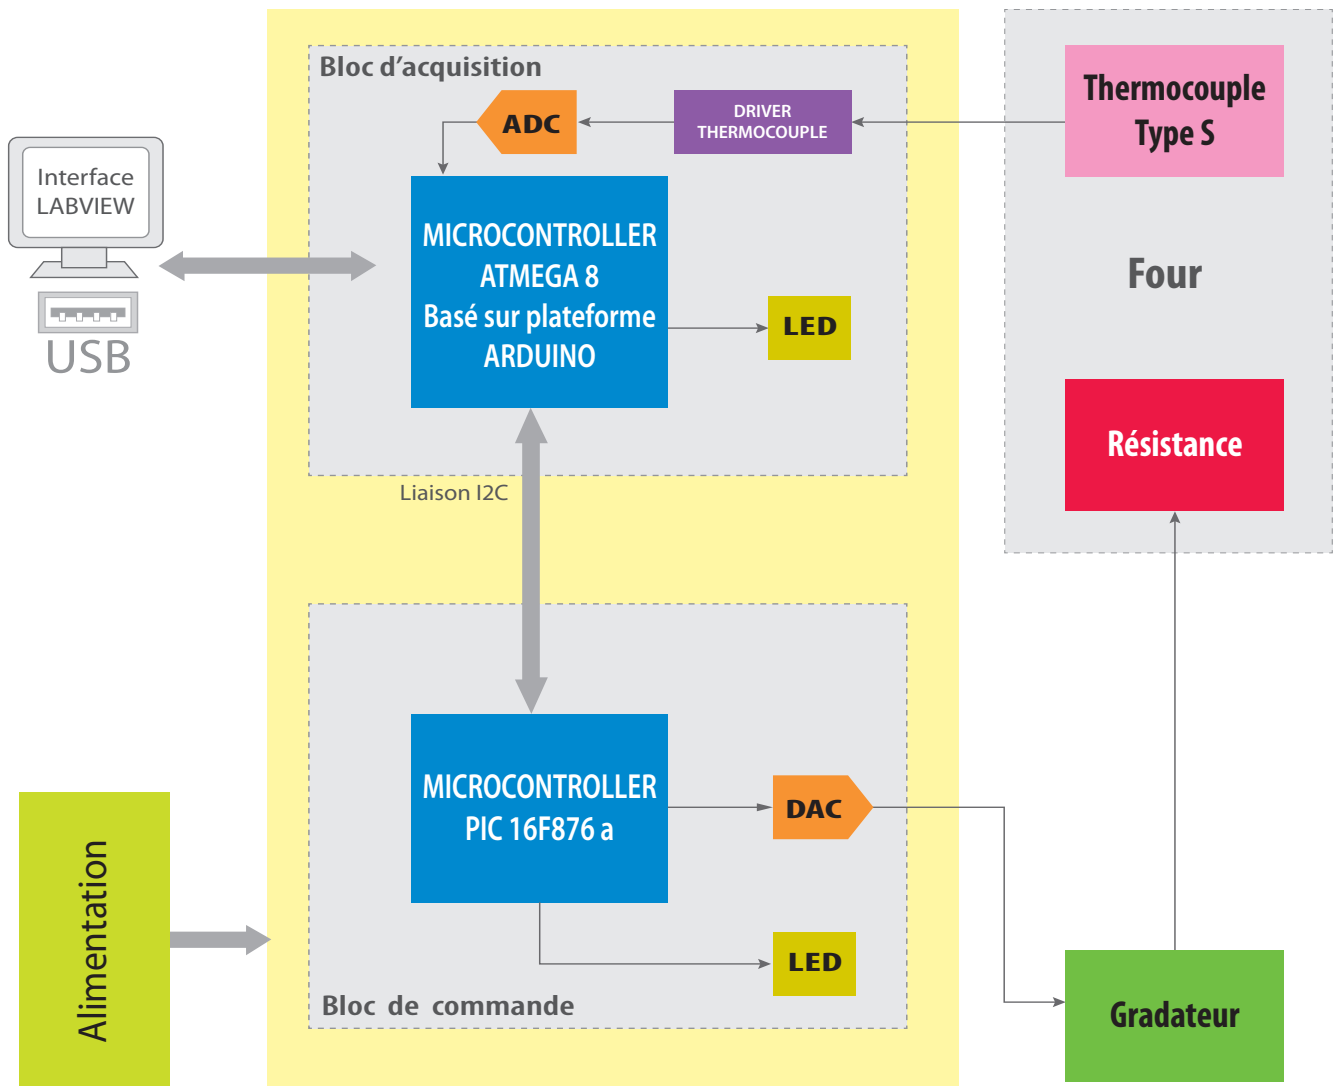 Bloc d’acquisition
ADC
DRIVER
THERMOCOUPLE
Thermocouple
Type S
Interface
LABVIEW
USB
MICROCONTROLLER
ATMEGA 8
Basé sur plateforme
ARDUINO
LED
Four
Résistance
Liaison I2C
MICROCONTROLLER
PIC 16F876 a
DAC
LED
Bloc de commande
Alimentation
Gradateur